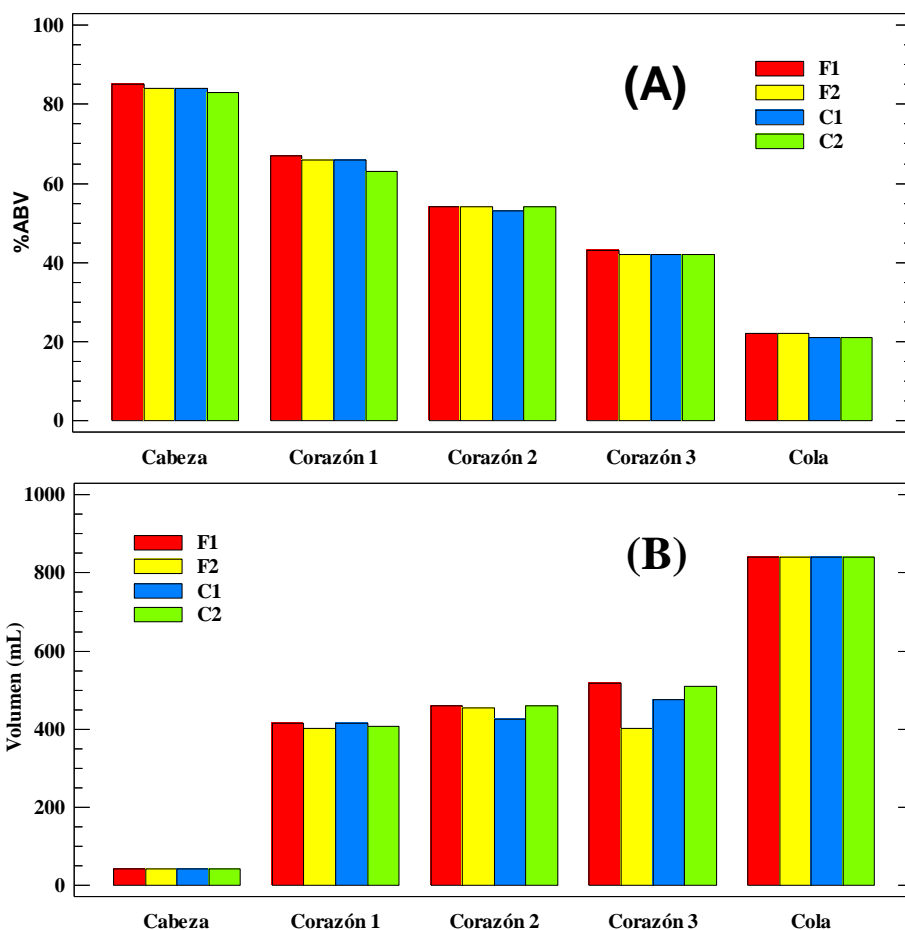 100
80
60
40
20
0
%ABV
(A)
F1
F2
C1
C2
Cabeza Corazón 1 Corazón 2 Corazón 3 Cola
1000
800
600
400
200
0
Volumen (mL)
F1
F2
C1
C2
(B)
Cabeza Corazón 1 Corazón 2 Corazón 3 Cola